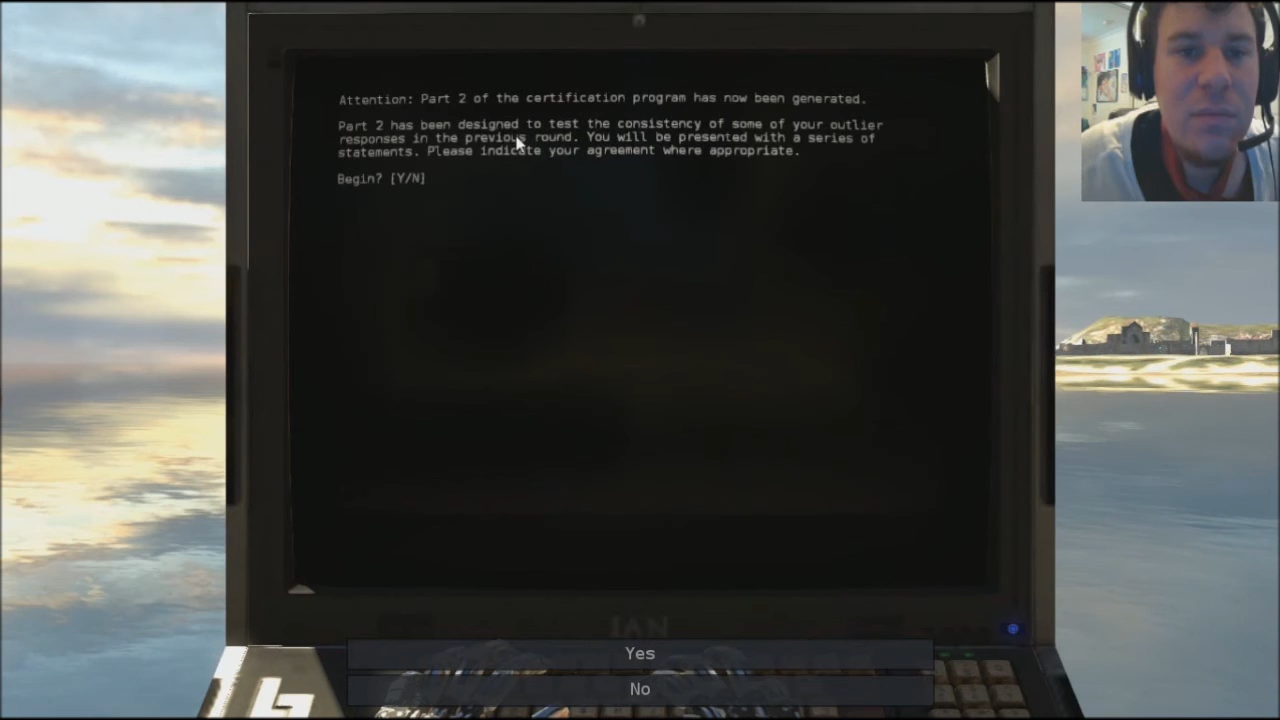 Attention: Part 2 of the certification program has now been generated.
Part 2 has been designed to test the consistency of some of your outlier
responses in the previous round. You will be presented with a series of
statements. Please indicate your agreement where appropriate.
Begin? [Y/N]
IAN
Yes
No